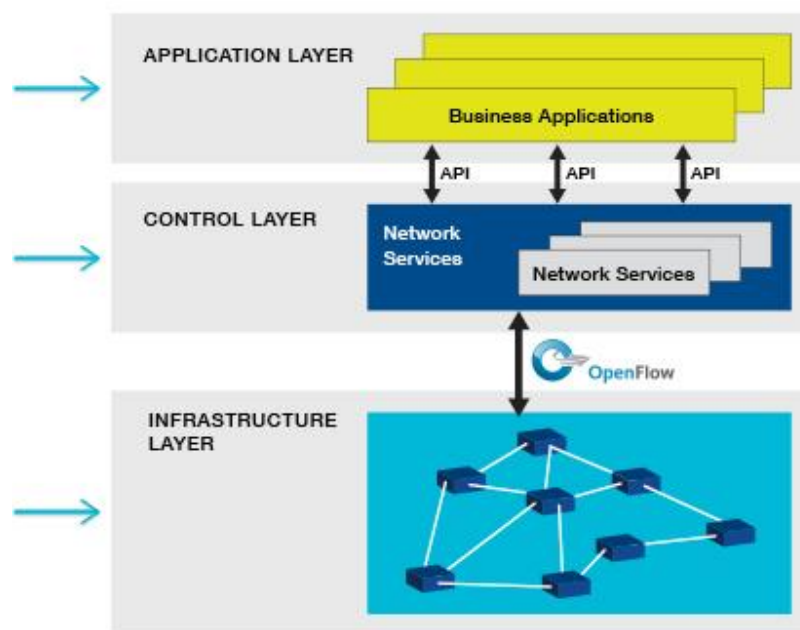 APPLICATION LAYER
Business Applications
API
API
API
CONTROL LAYER
Network
Services
Network Services
OpenFlow
INFRASTRUCTURE
LAYER